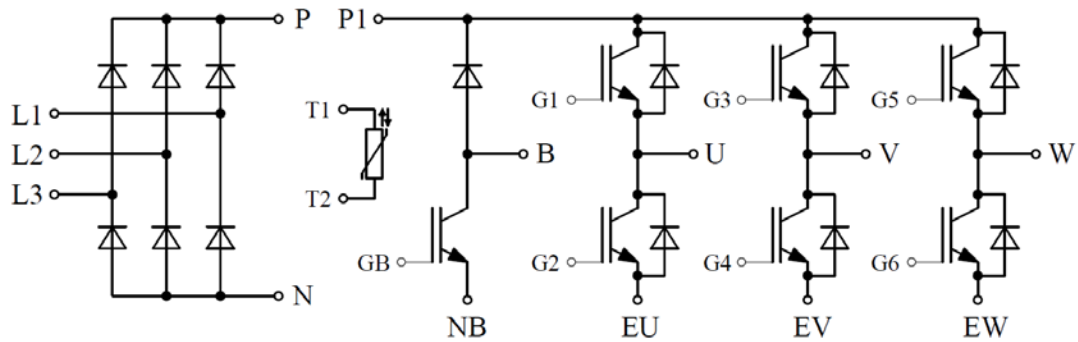 P P1
G1 G3 G5
L1 T1
L2 B U V W
L3 T2
GB G2 G4 G6
N
NB EU EV EW